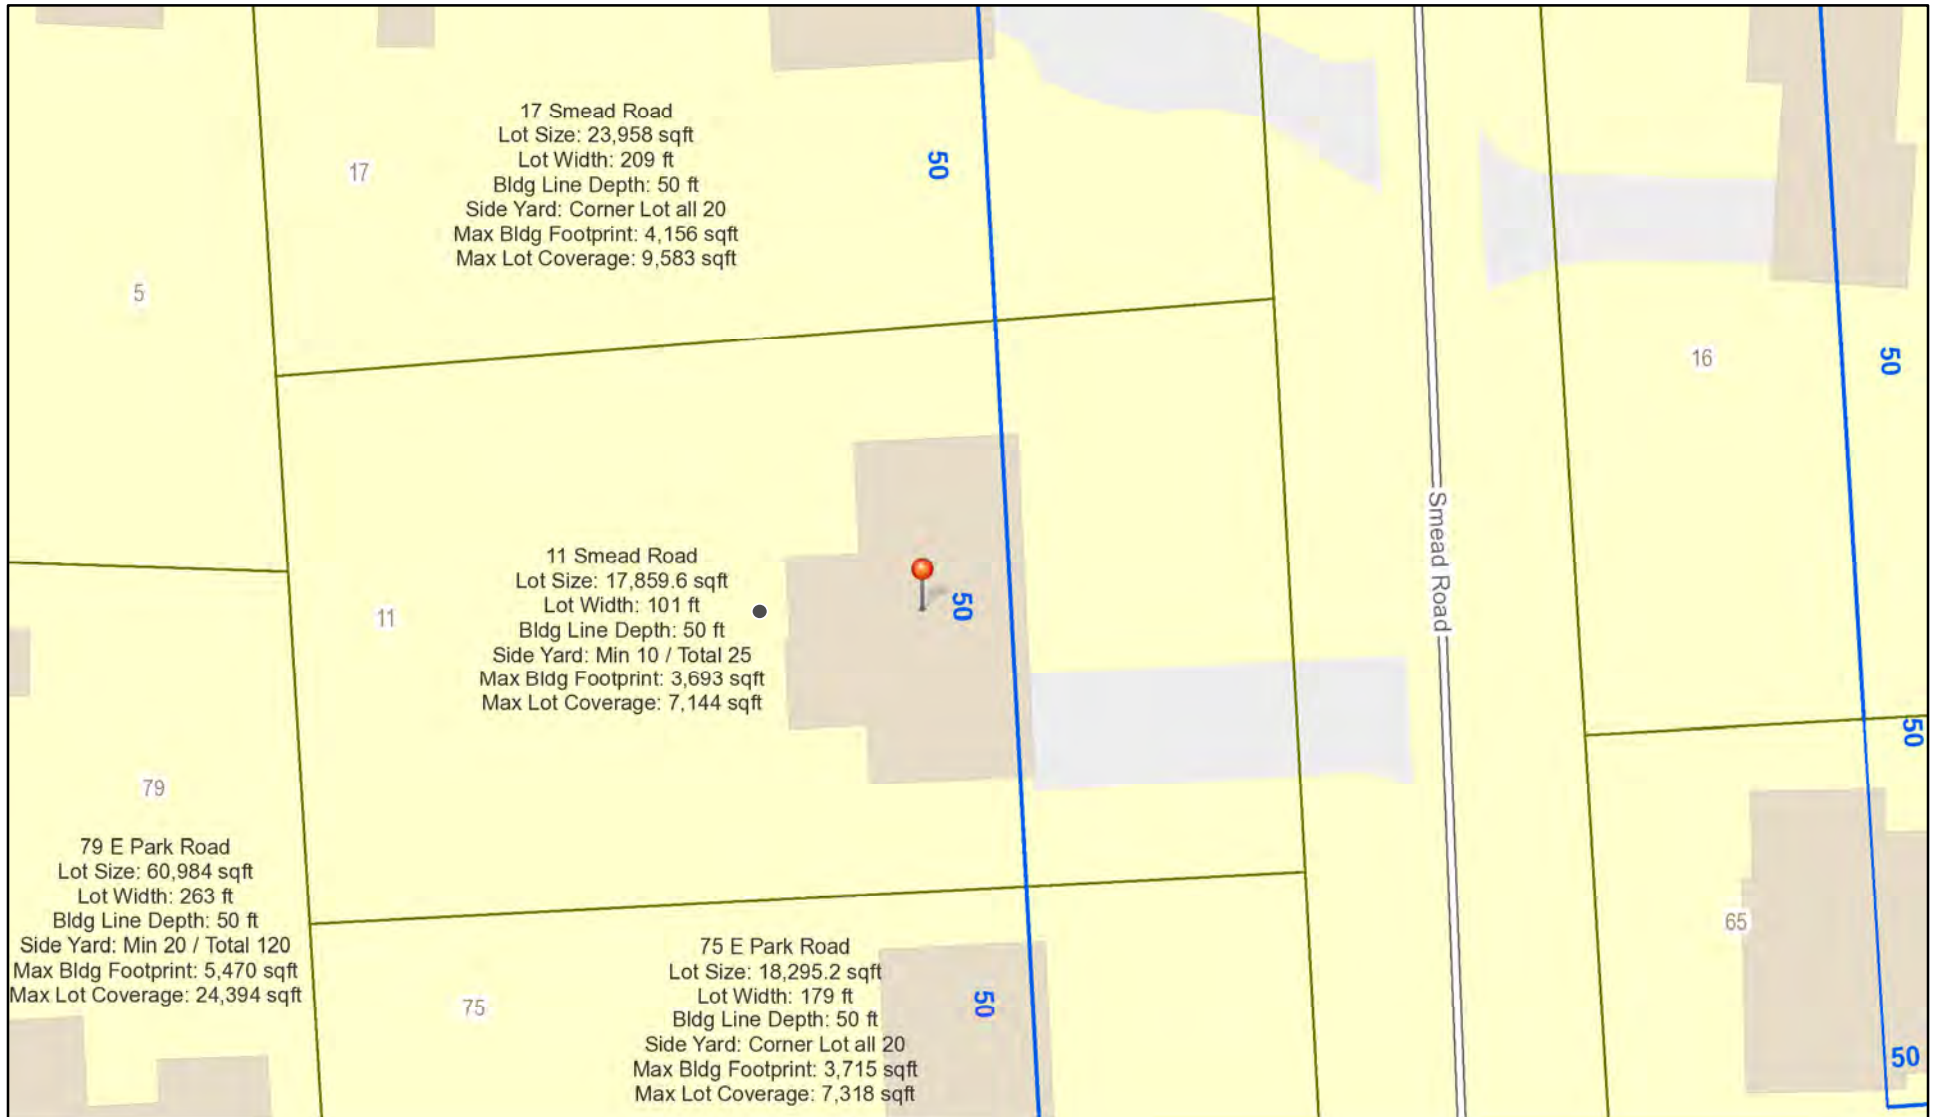 17 Smead Road
Lot Size: 23,958 sqft
Lot Width: 209 ft
Bldg Line Depth: 50 ft
Side Yard: Corner Lot all 20
Max Bldg Footprint: 4,156 sqft
Max Lot Coverage: 9,583 sqft
17
50
5
16
50
11 Smead Road
Lot Size: 17,859.6 sqft
Lot Width: 101 ft
Bldg Line Depth: 50 ft
Side Yard: Min 10 / Total 25
Max Bldg Footprint: 3,693 sqft
Max Lot Coverage: 7,144 sqft
11
50
Smead Road
50
79
79 E Park Road
Lot Size: 60,984 sqft
Lot Width: 263 ft
Bldg Line Depth: 50 ft
Side Yard: Min 20 / Total 120
Max Bldg Footprint: 5,470 sqft
Max Lot Coverage: 24,394 sqft
75 E Park Road
Lot Size: 18,295.2 sqft
Lot Width: 179 ft
Bldg Line Depth: 50 ft
Side Yard: Corner Lot all 20
Max Bldg Footprint: 3,715 sqft
Max Lot Coverage: 7,318 sqft
75
50
65
50